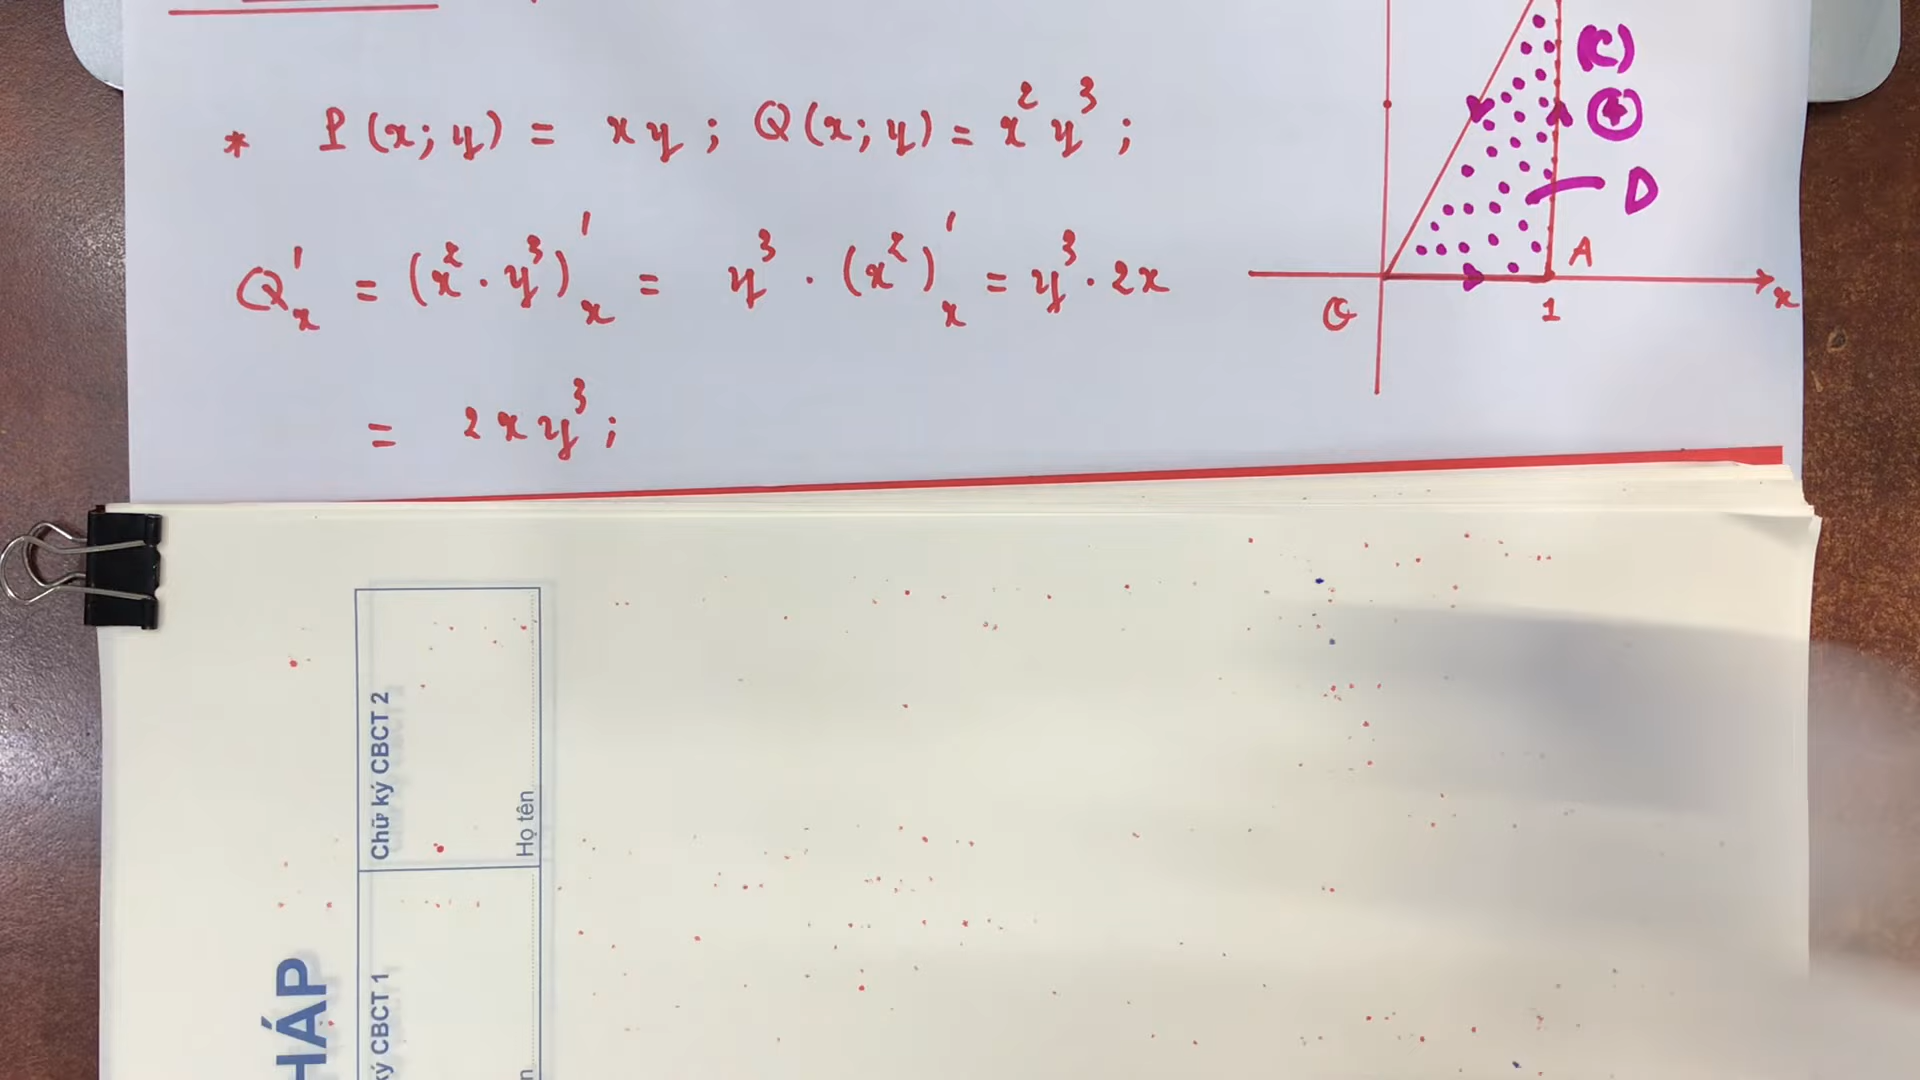 (C)
* P(x; y) = xy ; Q(x; y) = x²y³ ;
(+)
D
A
Q'ₓ = (x² · y³)'ₓ = y³ · (x²)'ₓ = y³ · 2x
O
1
x
= 2xy³ ;
Chữ ký CBCT 2
Họ tên
HÁP
ký CBCT 1
n